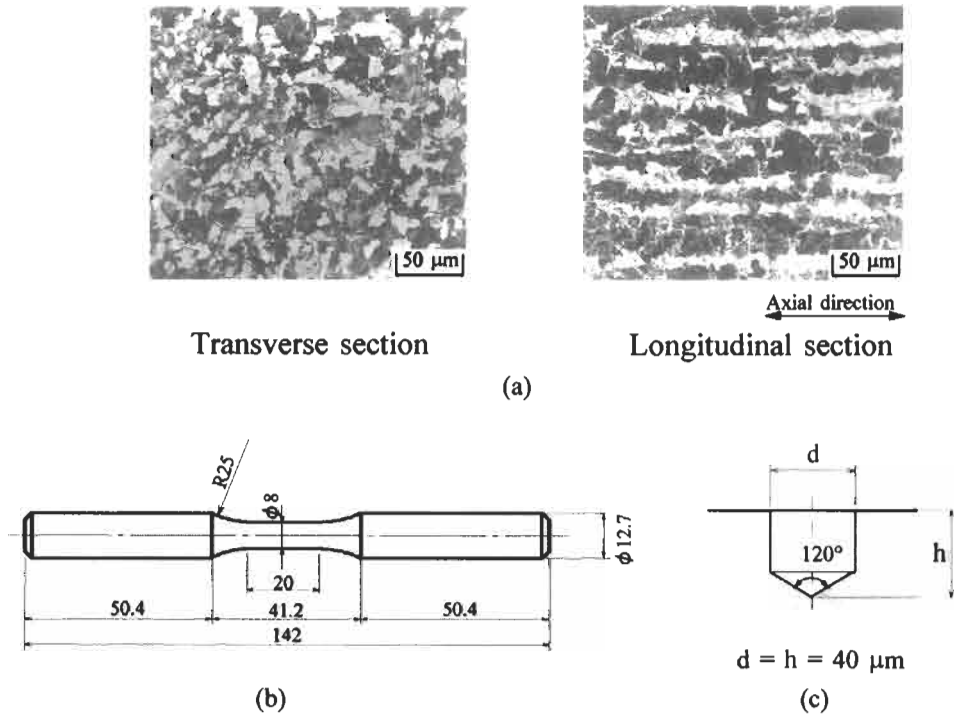 50 μm
50 μm
Axial direction
Transverse section
Longitudinal section
(a)
R25
ϕ8
ϕ12.7
20
50.4
41.2
50.4
142
(b)
d
120°
h
d = h = 40 μm
(c)